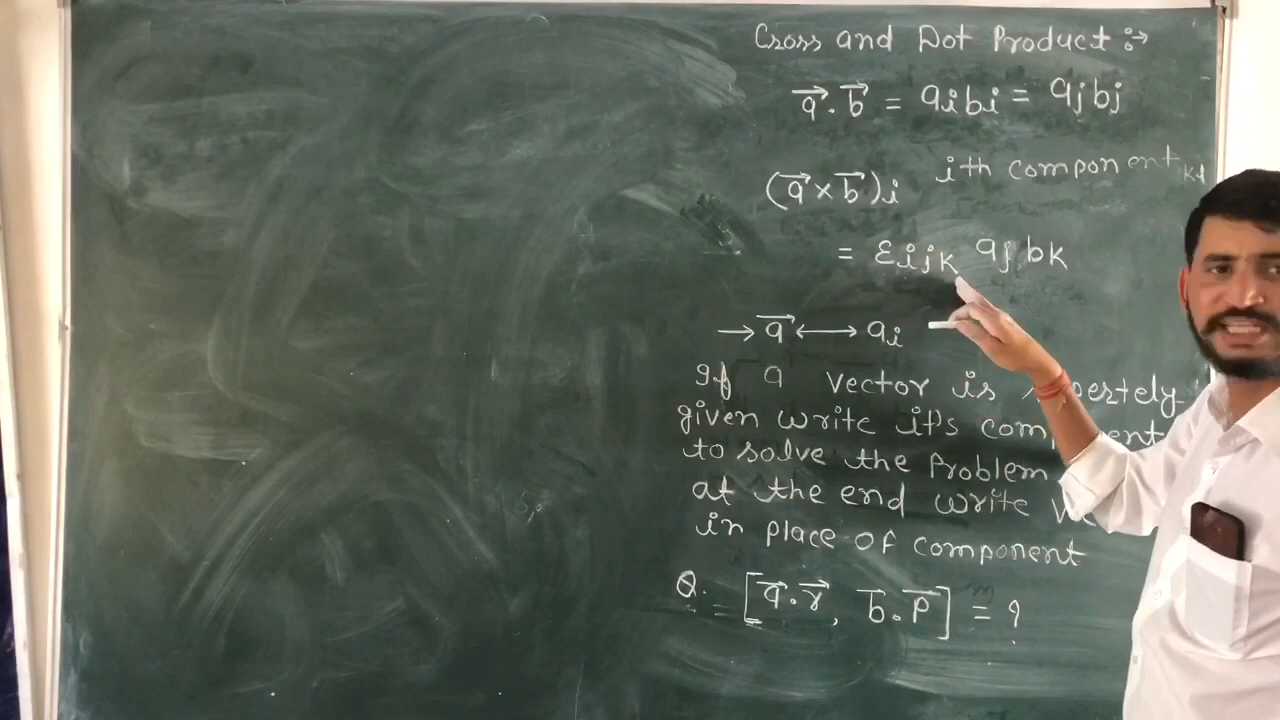 Cross and Dot Product :→
a⃗.b⃗ = aibi = ajbj
ith component
(a⃗×b⃗)i
= εijk aj bk
→ a⃗ ⟷ ai
If a vector is
given write it's
to solve the Problem
at the end write
in place of component
Q. = [a⃗.r⃗, b⃗.p⃗] = ?